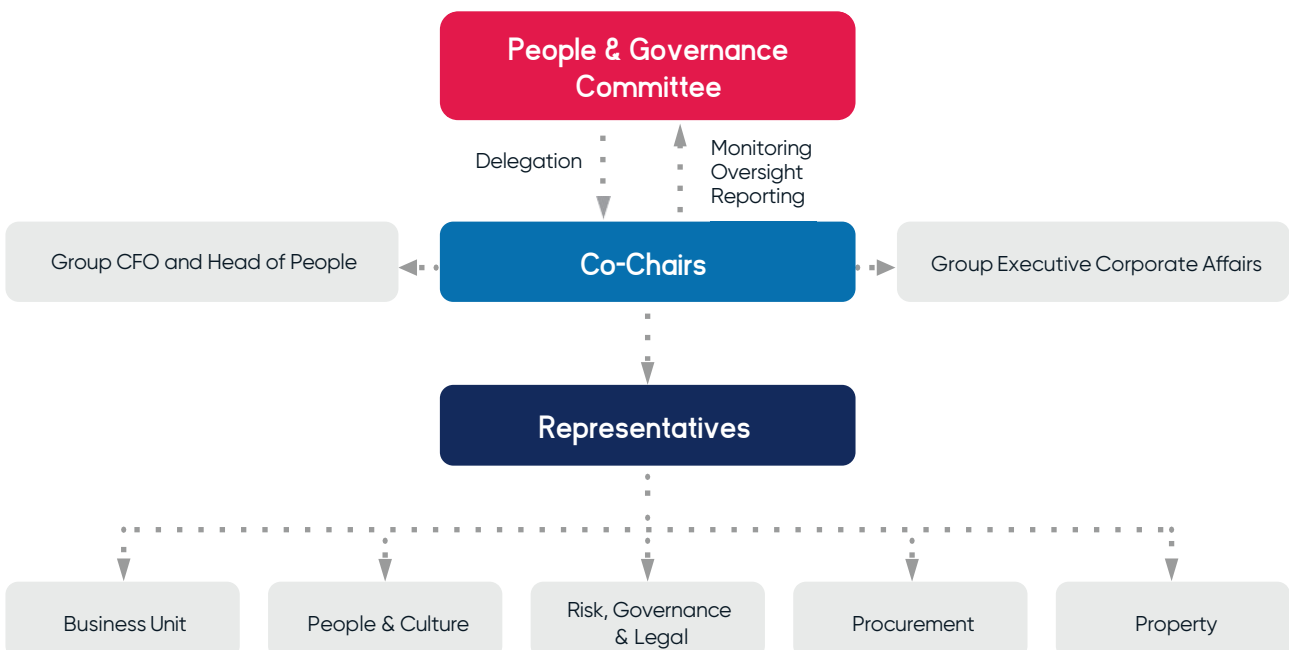 People & Governance
Committee
Delegation
Monitoring
Oversight
Reporting
Group CFO and Head of People
Co-Chairs
Group Executive Corporate Affairs
Representatives
Business Unit
People & Culture
Risk, Governance
& Legal
Procurement
Property